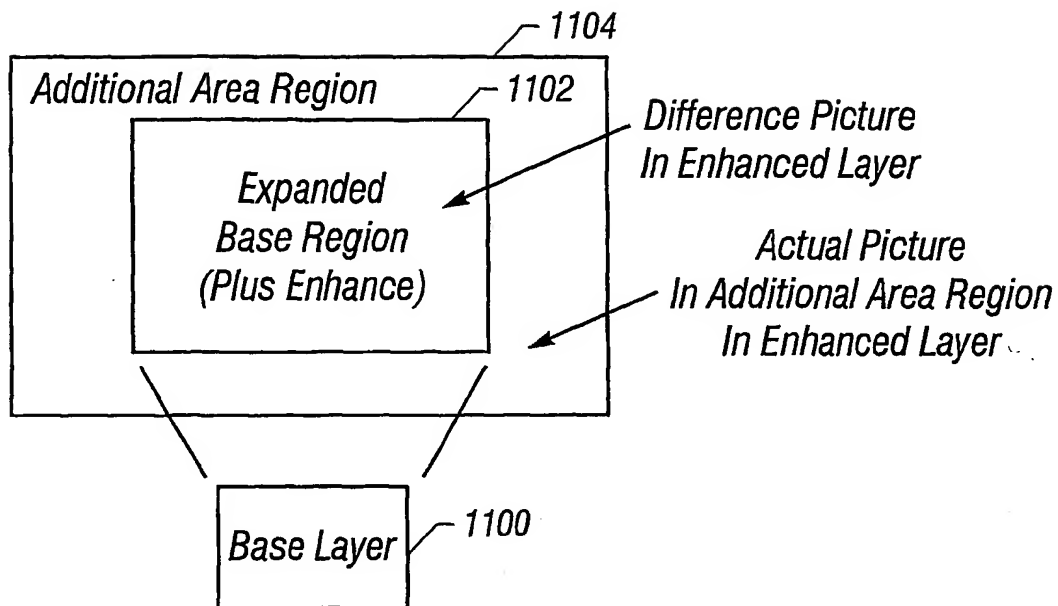 1104
Additional Area Region
1102
Difference Picture
In Enhanced Layer
Expanded
Base Region
(Plus Enhance)
Actual Picture
In Additional Area Region
In Enhanced Layer
1100
Base Layer